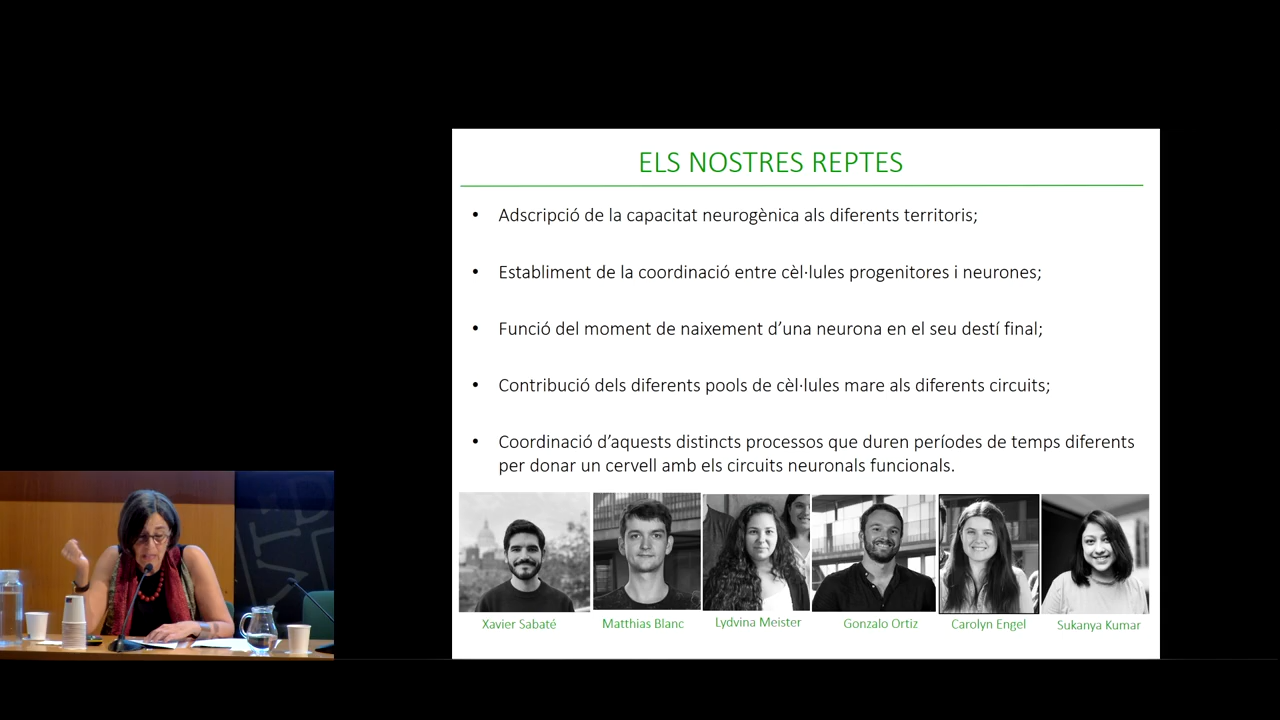 ELS NOSTRES REPTES
• Adscripció de la capacitat neurogènica als diferents territoris;
• Establiment de la coordinació entre cèl·lules progenitores i neurones;
• Funció del moment de naixement d’una neurona en el seu destí final;
• Contribució dels diferents pools de cèl·lules mare als diferents circuits;
• Coordinació d’aquests distincts processos que duren períodes de temps diferents
per donar un cervell amb els circuits neuronals funcionals.
Xavier Sabaté
Matthias Blanc
Lydvina Meister
Gonzalo Ortiz
Carolyn Engel
Sukanya Kumar